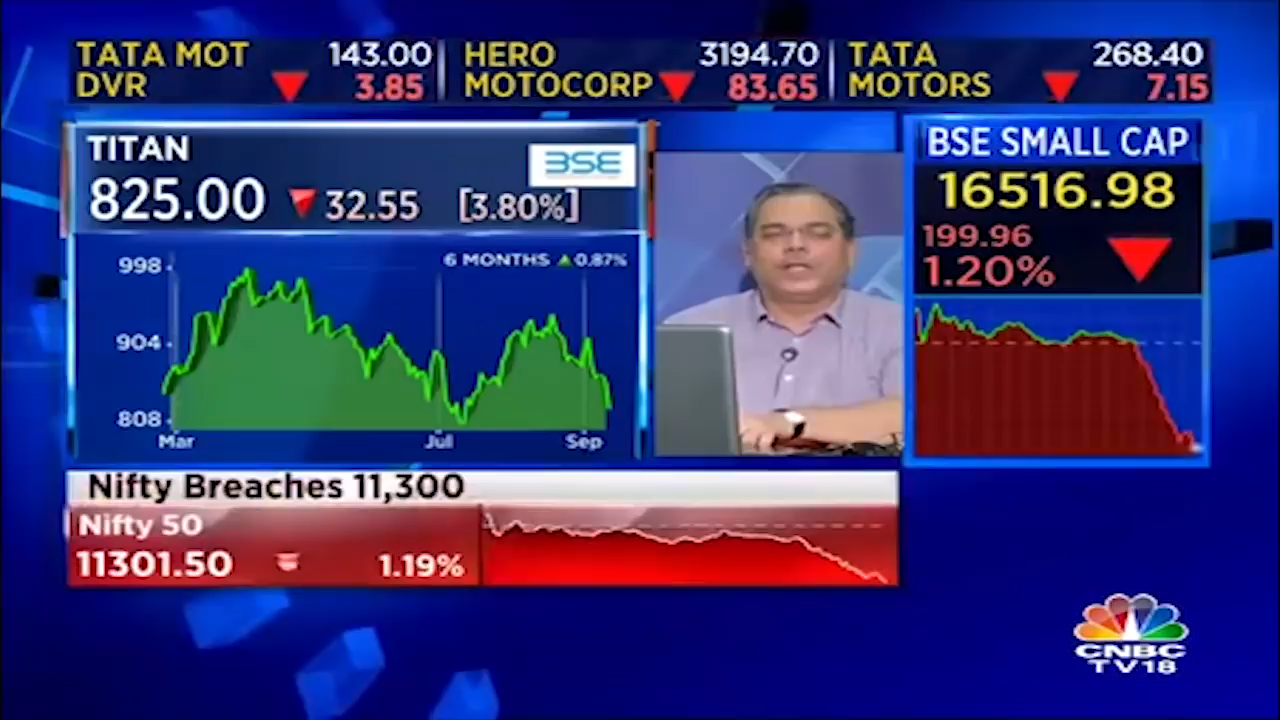 TATA MOT 143.00
DVR 3.85
HERO 3194.70
MOTOCORP 83.65
TATA 268.40
MOTORS 7.15
TITAN
BSE
825.00 32.55 [3.80%]
6 MONTHS 0.87%
998
904
808
Mar Jul Sep
BSE SMALL CAP
16516.98
199.96
1.20%
Nifty Breaches 11,300
Nifty 50
11301.50 1.19%
CNBC
TV18